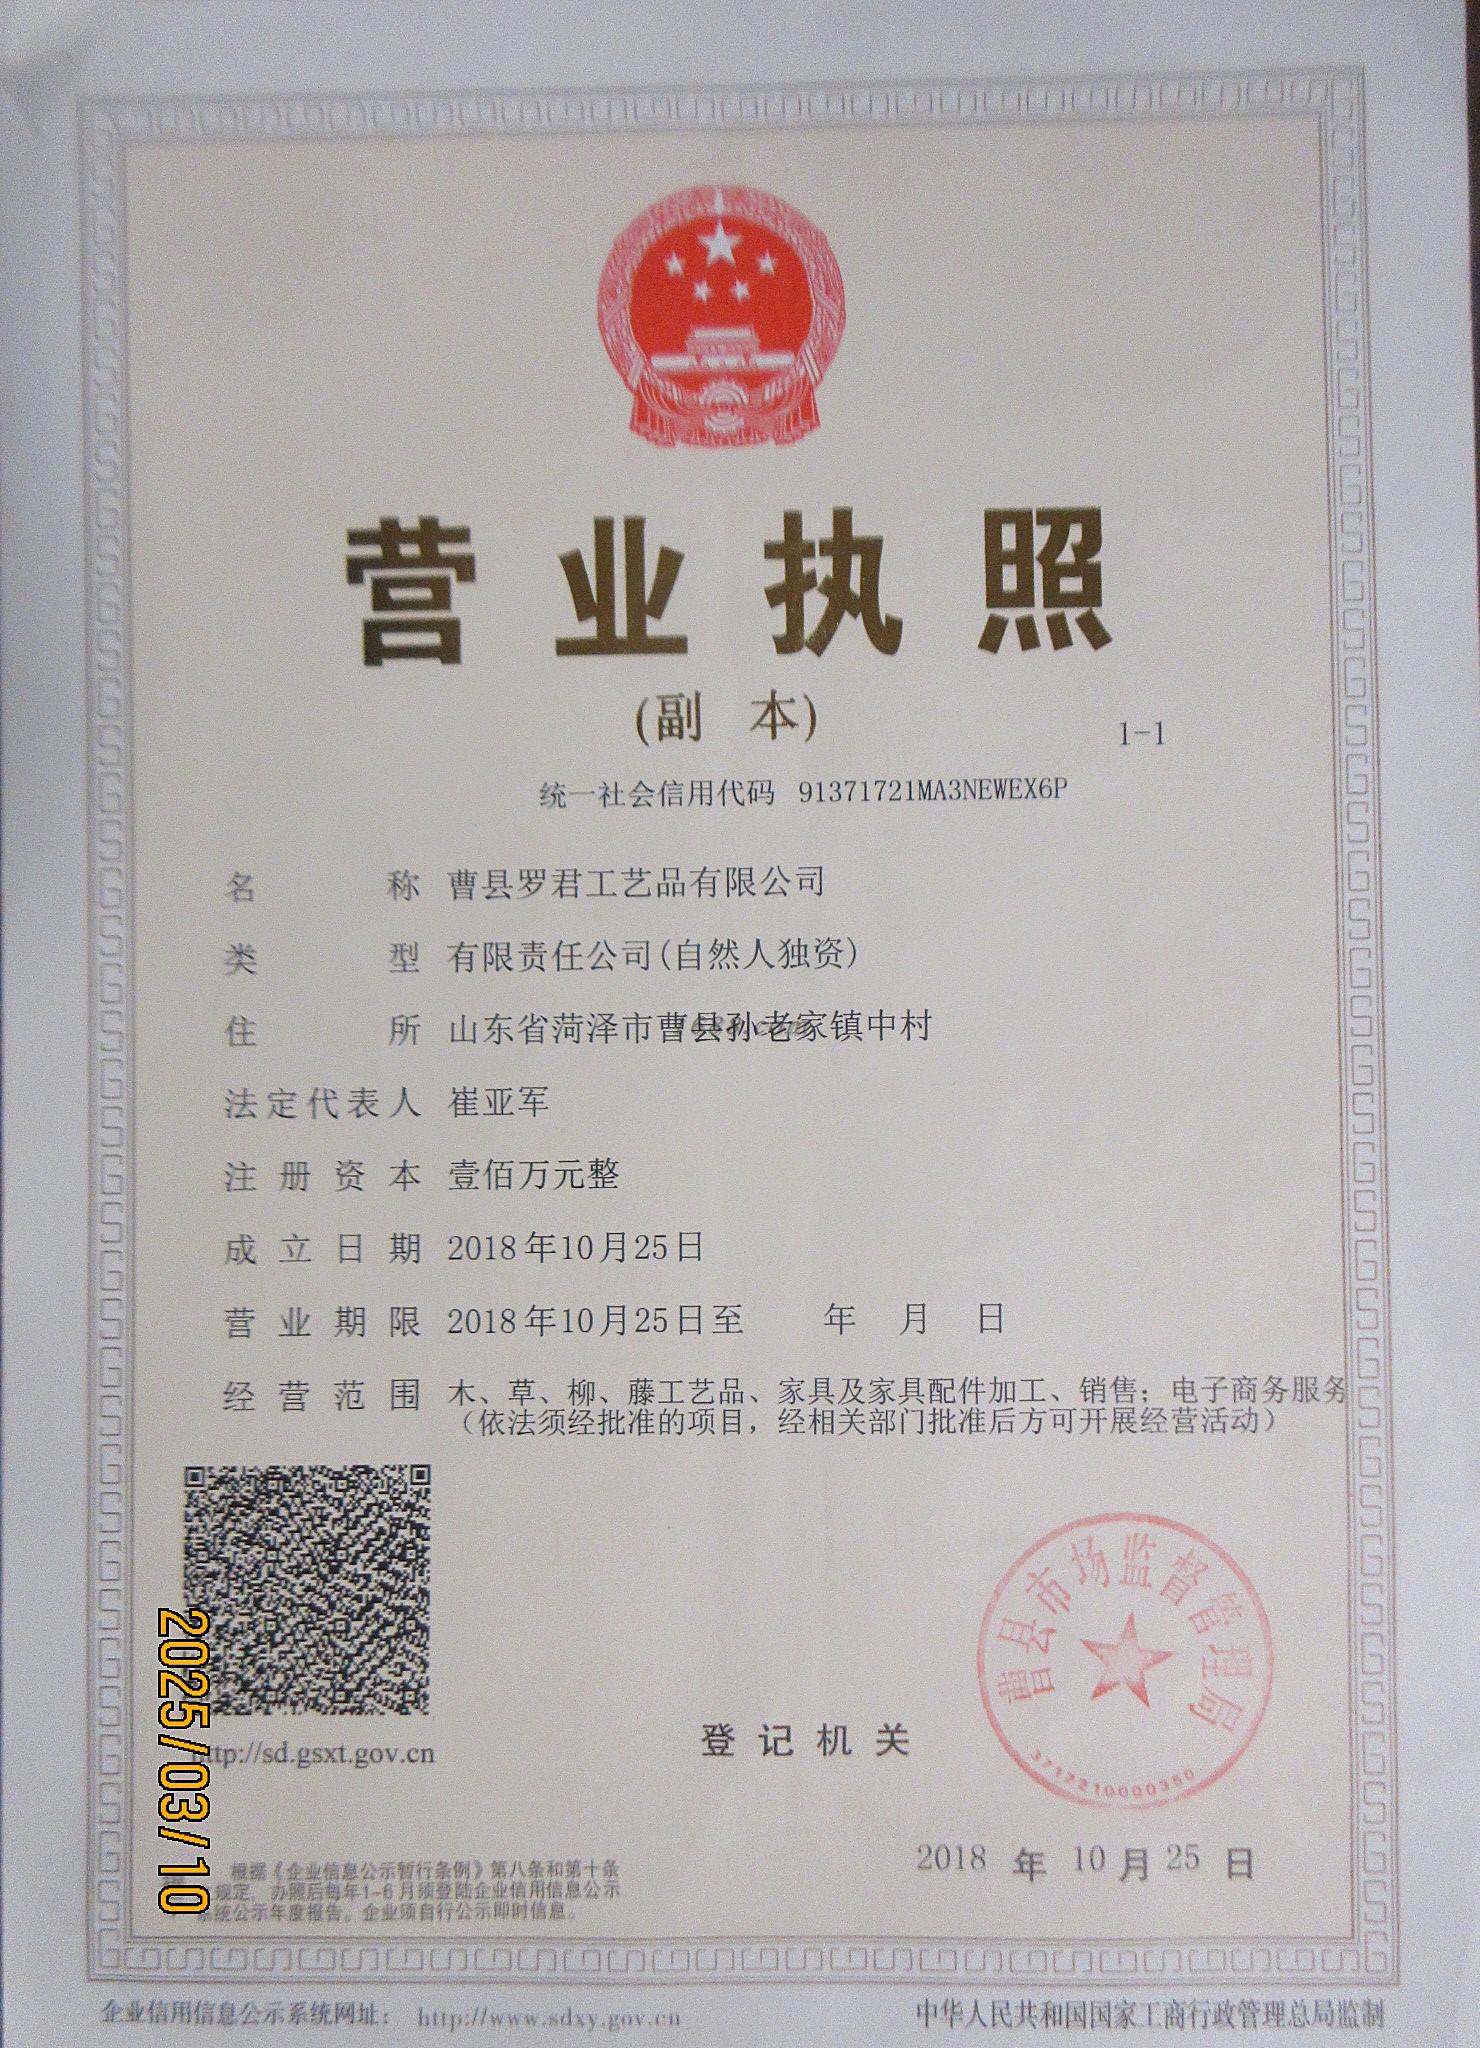 营业执照
(副 本)
1-1
统一社会信用代码 91371721MA3NEWEX6P
名 称 曹县罗君工艺品有限公司
类 型 有限责任公司(自然人独资)
住 所 山东省菏泽市曹县孙老家镇中村
法定代表人 崔亚军
注册资本 壹佰万元整
成立日期 2018年10月25日
营业期限 2018年10月25日至 年 月 日
经营范围 木、草、柳、藤工艺品、家具及家具配件加工、销售；电子商务服务
（依法须经批准的项目，经相关部门批准后方可开展经营活动）
曹县市场监督管理局
3717210000350
http://sd.gsxt.gov.cn
登记机关
2018 年 10 月 25 日
2025/03/10
根据《企业信息公示暂行条例》第八条和第十条
规定，办照后每年1-6月须登陆企业信用信息公示
系统公示年度报告。企业须自行公示即时信息。
企业信用信息公示系统网址： http://www.sdxy.gov.cn
中华人民共和国国家工商行政管理总局监制